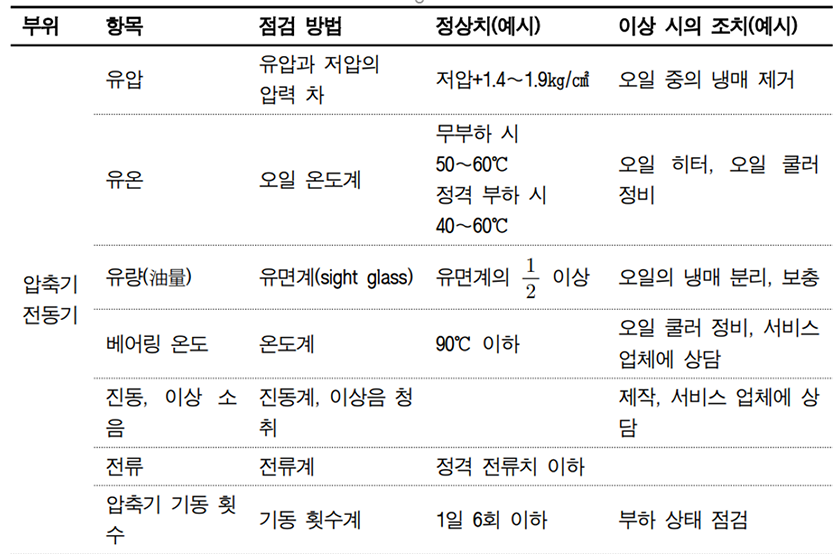 부위 항목 점검 방법 정상치(예시) 이상 시의 조치(예시)
압축기
전동기
유압
유압과 저압의
압력 차
저압+1.4~1.9㎏/㎠
오일 중의 냉매 제거
유온
오일 온도계
무부하 시
50~60℃
정격 부하 시
40~60℃
오일 히터, 오일 쿨러
정비
유량(油量)
유면계(sight glass)
유면계의 1/2 이상
오일의 냉매 분리, 보충
베어링 온도
온도계
90℃ 이하
오일 쿨러 정비, 서비스
업체에 상담
진동, 이상 소
음
진동계, 이상음 청
취
제작, 서비스 업체에 상
담
전류
전류계
정격 전류치 이하
압축기 기동 횟
수
기동 횟수계
1일 6회 이하
부하 상태 점검